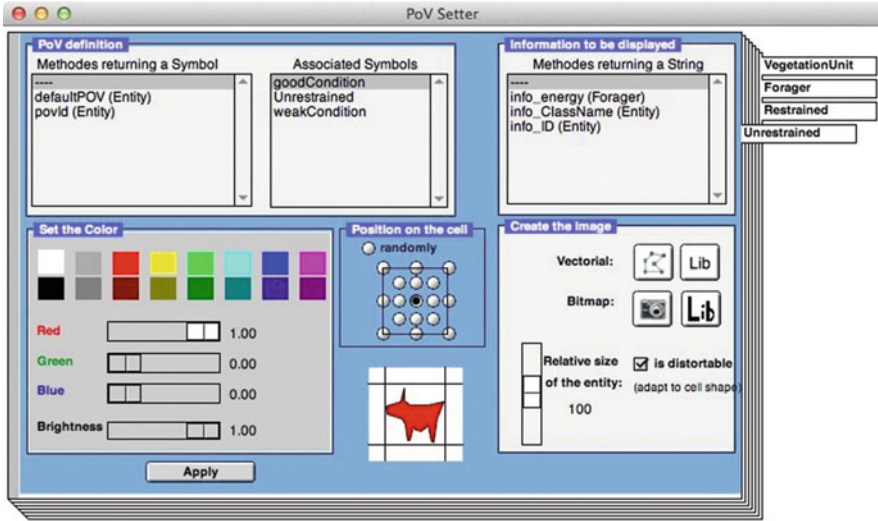 PoV Setter
PoV definition
Methodes returning a Symbol
----
defaultPOV (Entity)
povId (Entity)
Associated Symbols
goodCondition
Unrestrained
weakCondition
Information to be displayed
Methodes returning a String
----
info_energy (Forager)
info_ClassName (Entity)
info_ID (Entity)
VegetationUnit
Forager
Restrained
Unrestrained
Set the Color
Red 1.00
Green 0.00
Blue 0.00
Brightness 1.00
Apply
Position on the cell
randomly
Create the Image
Vectorial:
Lib
Bitmap:
Lib
Relative size
of the entity:
100
is distortable
(adapt to cell shape)